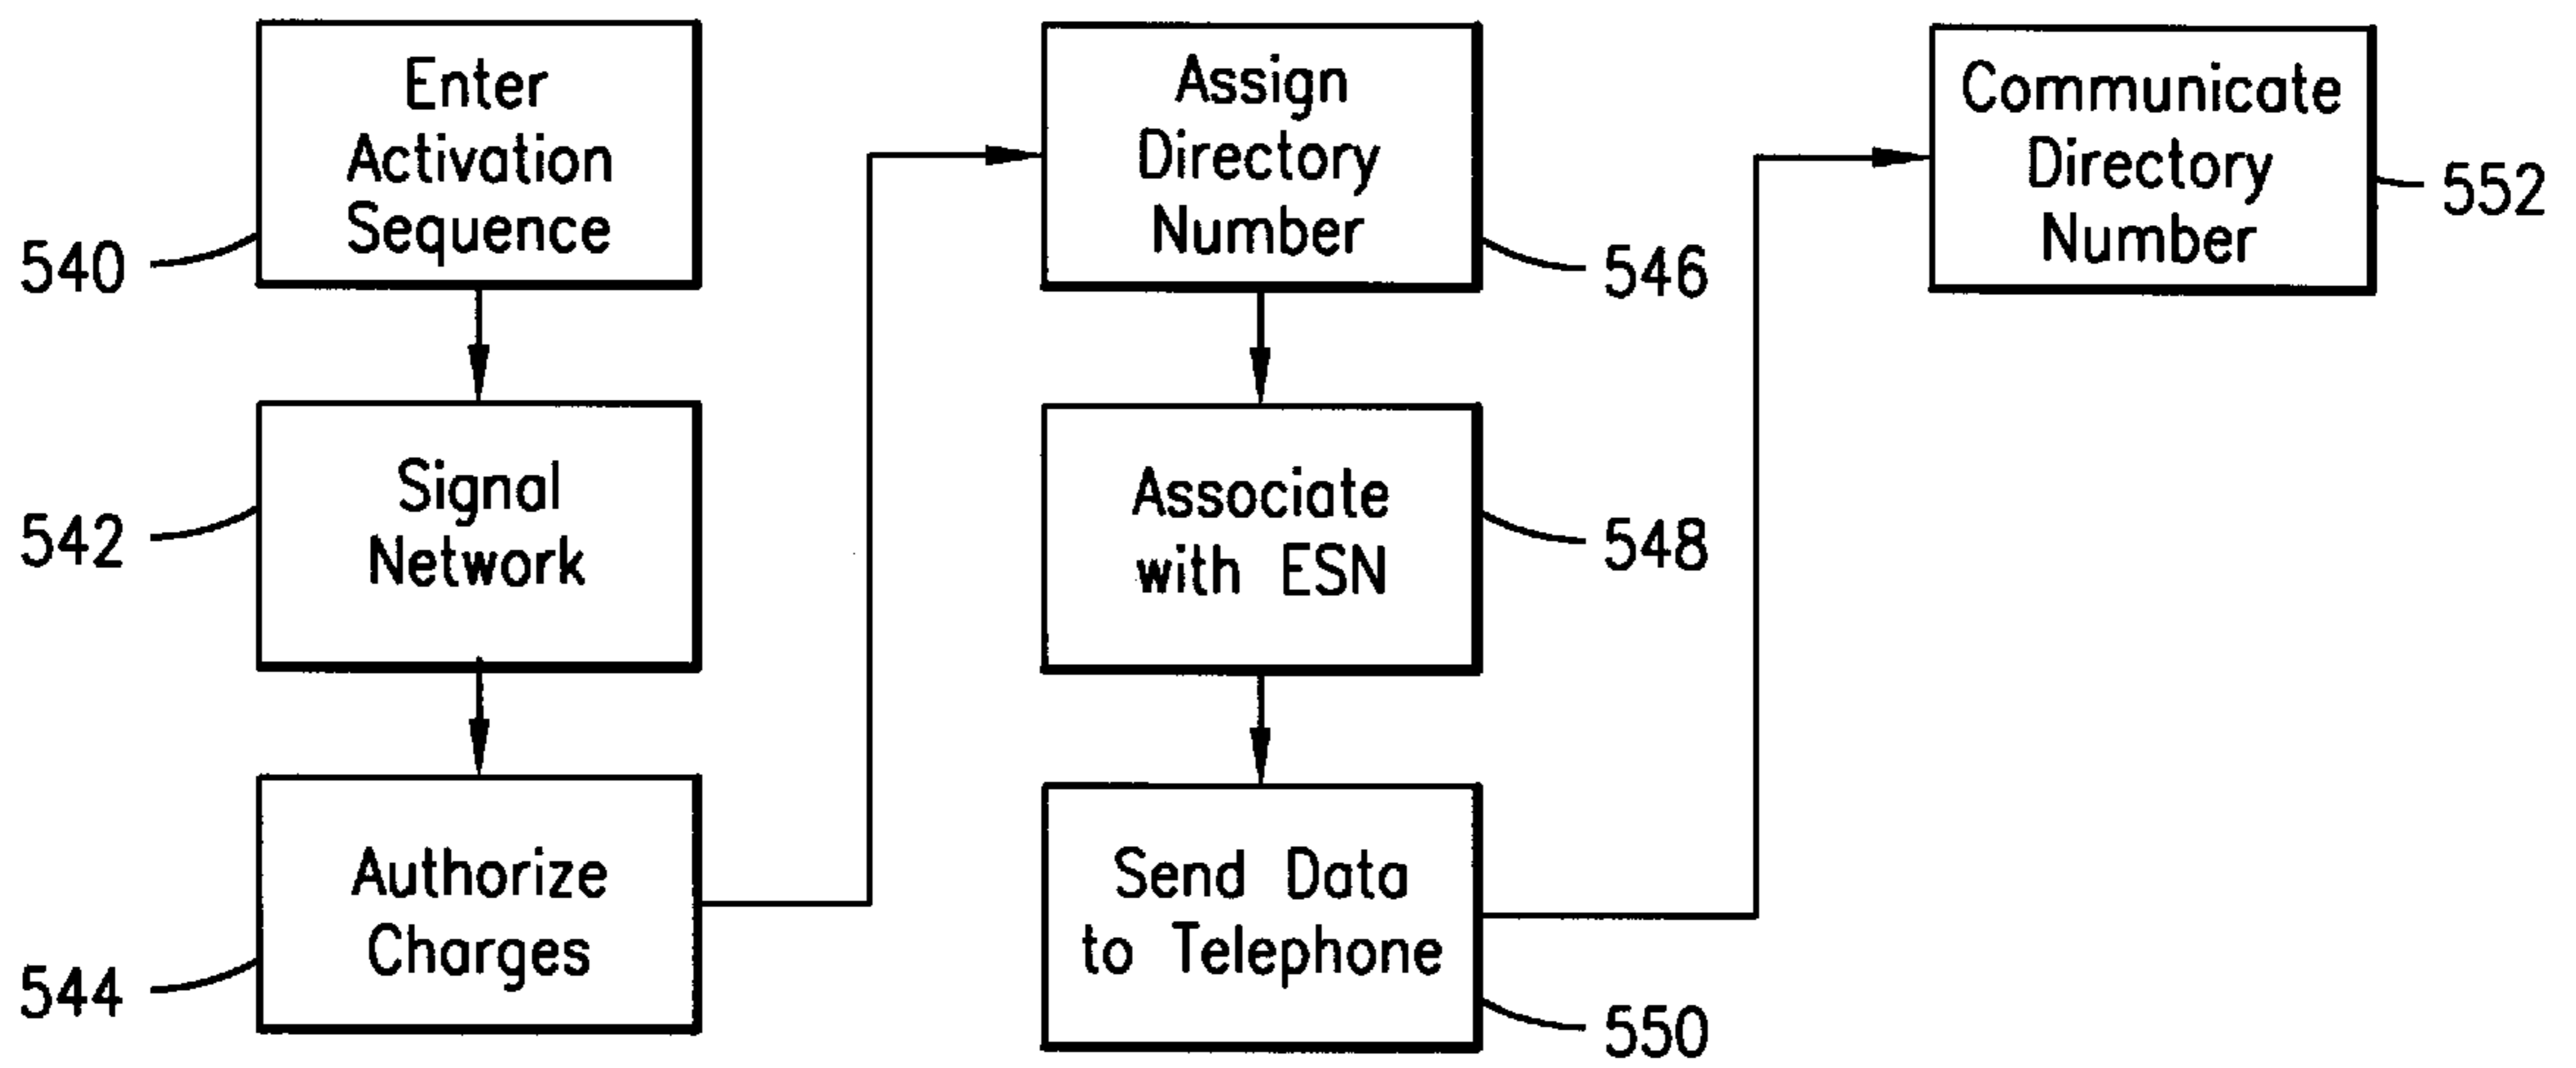 Enter
Activation
Sequence
540
Signal
Network
542
Authorize
Charges
544
Assign
Directory
Number
546
Associate
with ESN
548
Send Data
to Telephone
550
Communicate
Directory
Number
552